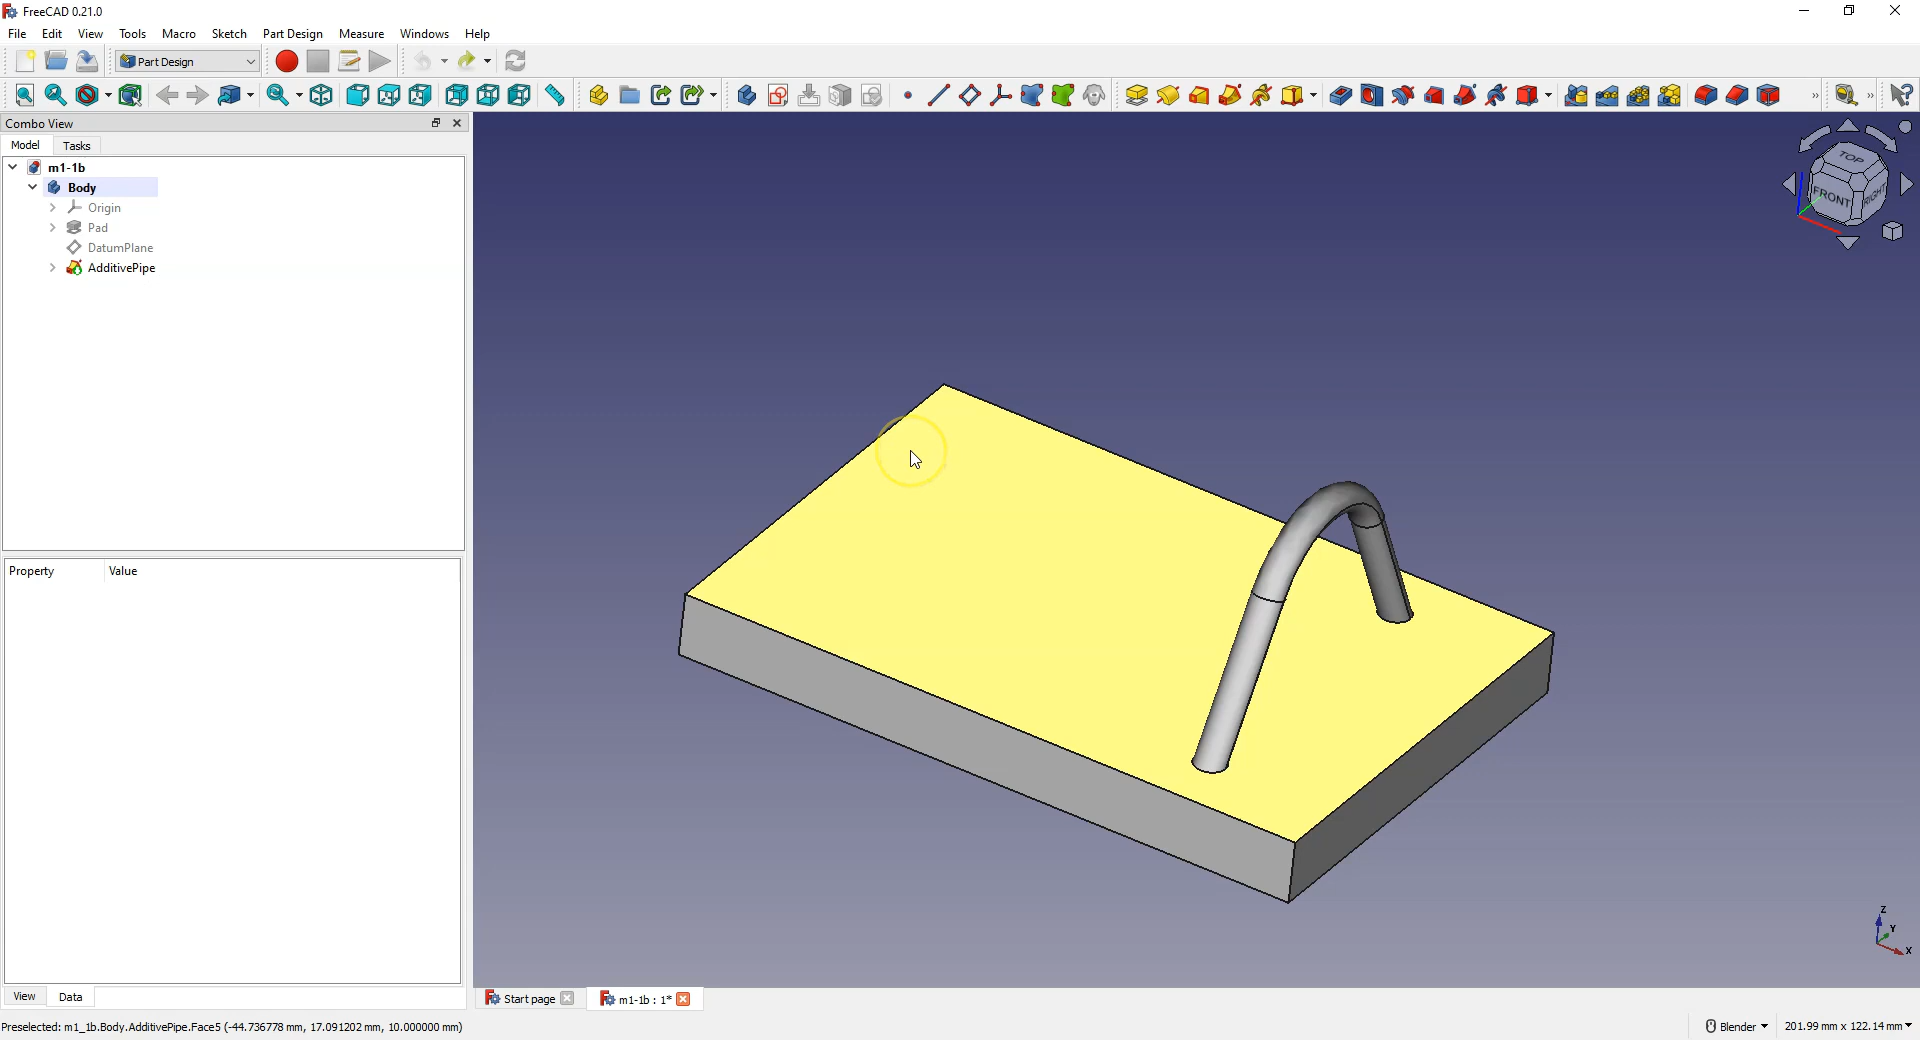 FreeCAD 0.21.0
File Edit View Tools Macro Sketch Part Design Measure Windows Help
Part Design
Combo View
Model Tasks
m1-1b
Body
Origin
Pad
DatumPlane
AdditivePipe
TOP
FRONT
RIGHT
Property Value
Z
Y
X
View Data
Start page
m1-1b : 1*
Preselected: m1_1b.Body.AdditivePipe.Face5 (-44.736778 mm, 17.091202 mm, 10.000000 mm)
Blender
201.99 mm x 122.14 mm